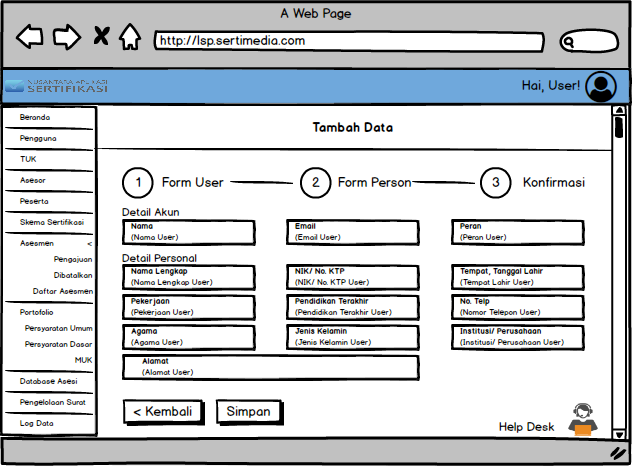 A Web Page
http://lsp.sertimedia.com
NUSANTARA APLIKASI
SERTIFIKASI
Hai, User!
Beranda
Pengguna
TUK
Asesor
Peserta
Skema Sertifikasi
Asesmen <
Pengajuan
Dibatalkan
Daftar Asesmen
Portofolio
Persyaratan Umum
Persyaratan Dasar
MUK
Database Asesi
Pengelolaan Surat
Log Data
Tambah Data
1 Form User 2 Form Person 3 Konfirmasi
Detail Akun
Nama Email Peran
(Nama User) (Email User) (Peran User)
Detail Personal
Nama Lengkap NIK/ No. KTP Tempat, Tanggal Lahir
(Nama Lengkap User) (NIK/ No. KTP User) (Tempat Lahir User)
Pekerjaan Pendidikan Terakhir No. Telp
(Pekerjaan User) (Pendidikan Terakhir User) (Nomor Telepon User)
Agama Jenis Kelamin Institusi/ Perusahaan
(Agama User) (Jenis Kelamin User) (Institusi/ Perusahaan User)
Alamat
(Alamat User)
< Kembali Simpan
Help Desk